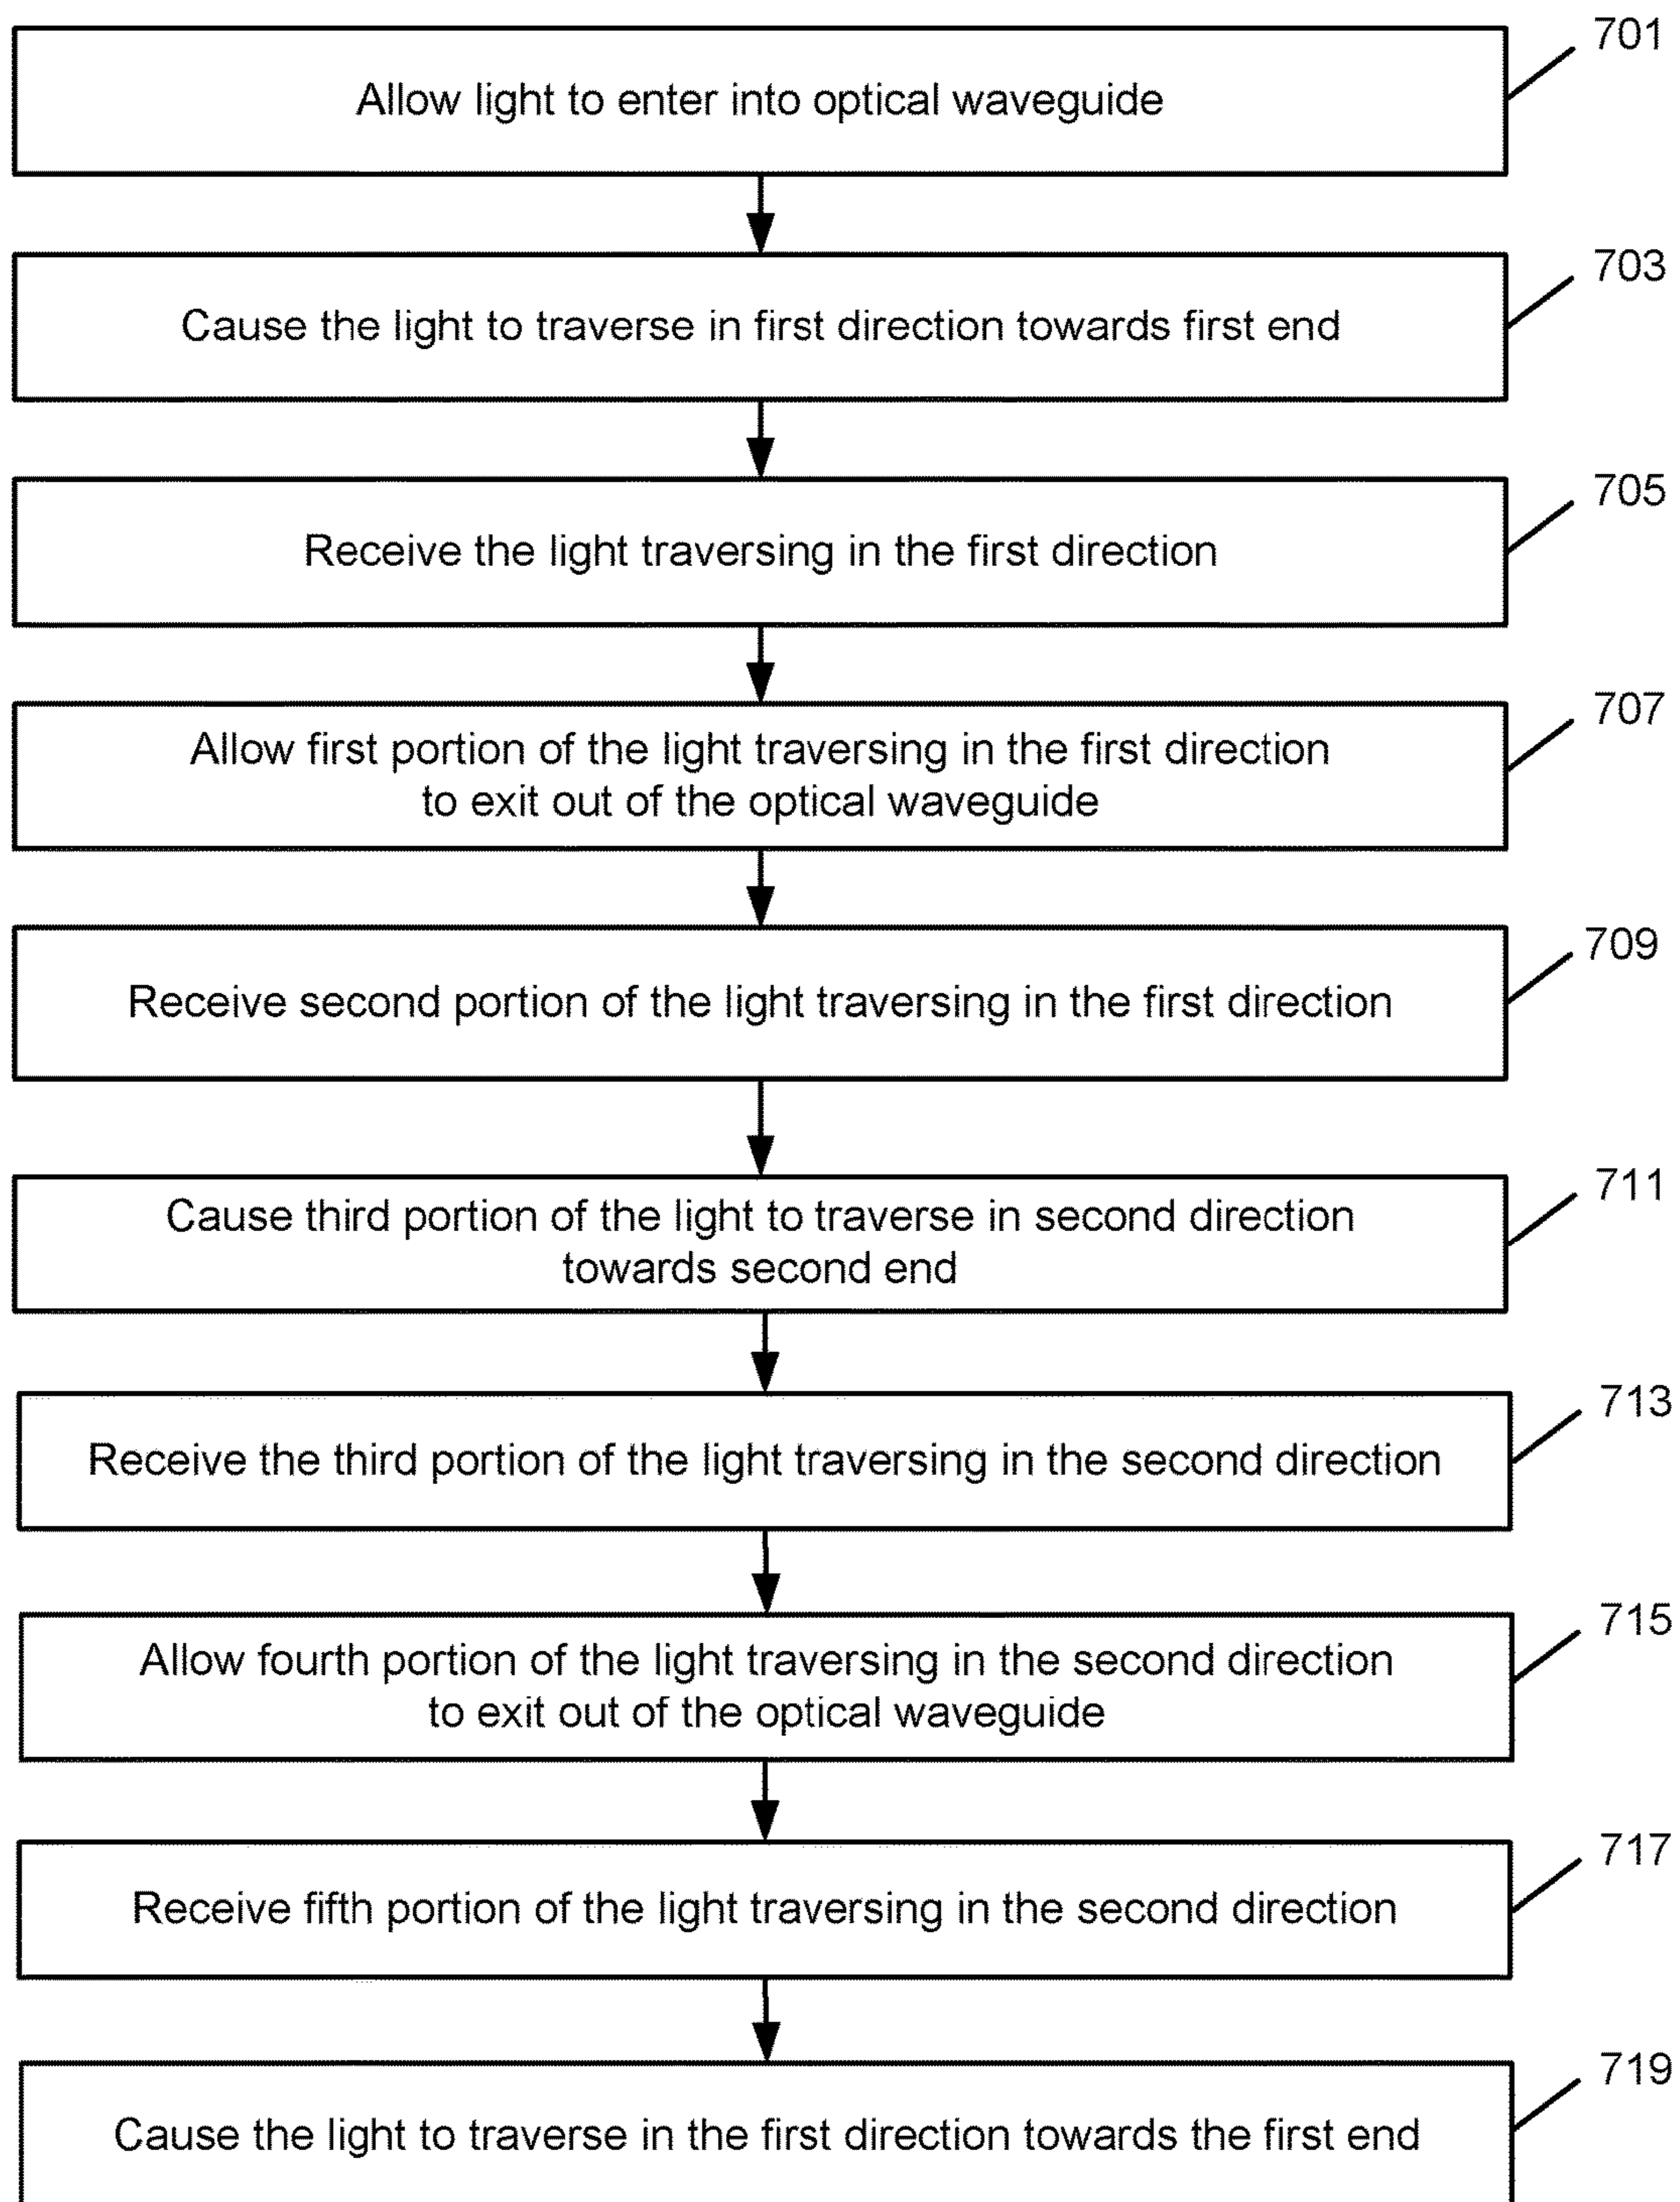 701
Allow light to enter into optical waveguide
703
Cause the light to traverse in first direction towards first end
705
Receive the light traversing in the first direction
707
Allow first portion of the light traversing in the first direction
to exit out of the optical waveguide
709
Receive second portion of the light traversing in the first direction
711
Cause third portion of the light to traverse in second direction
towards second end
713
Receive the third portion of the light traversing in the second direction
715
Allow fourth portion of the light traversing in the second direction
to exit out of the optical waveguide
717
Receive fifth portion of the light traversing in the second direction
719
Cause the light to traverse in the first direction towards the first end